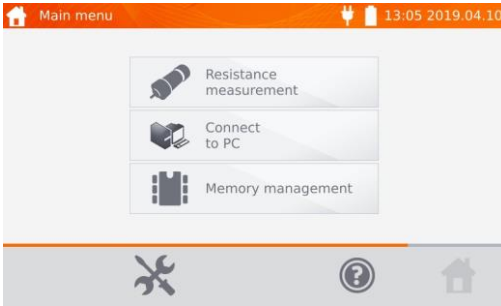 Main menu
13:05 2019.04.10
Resistance
measurement
Connect
to PC
Memory management
?